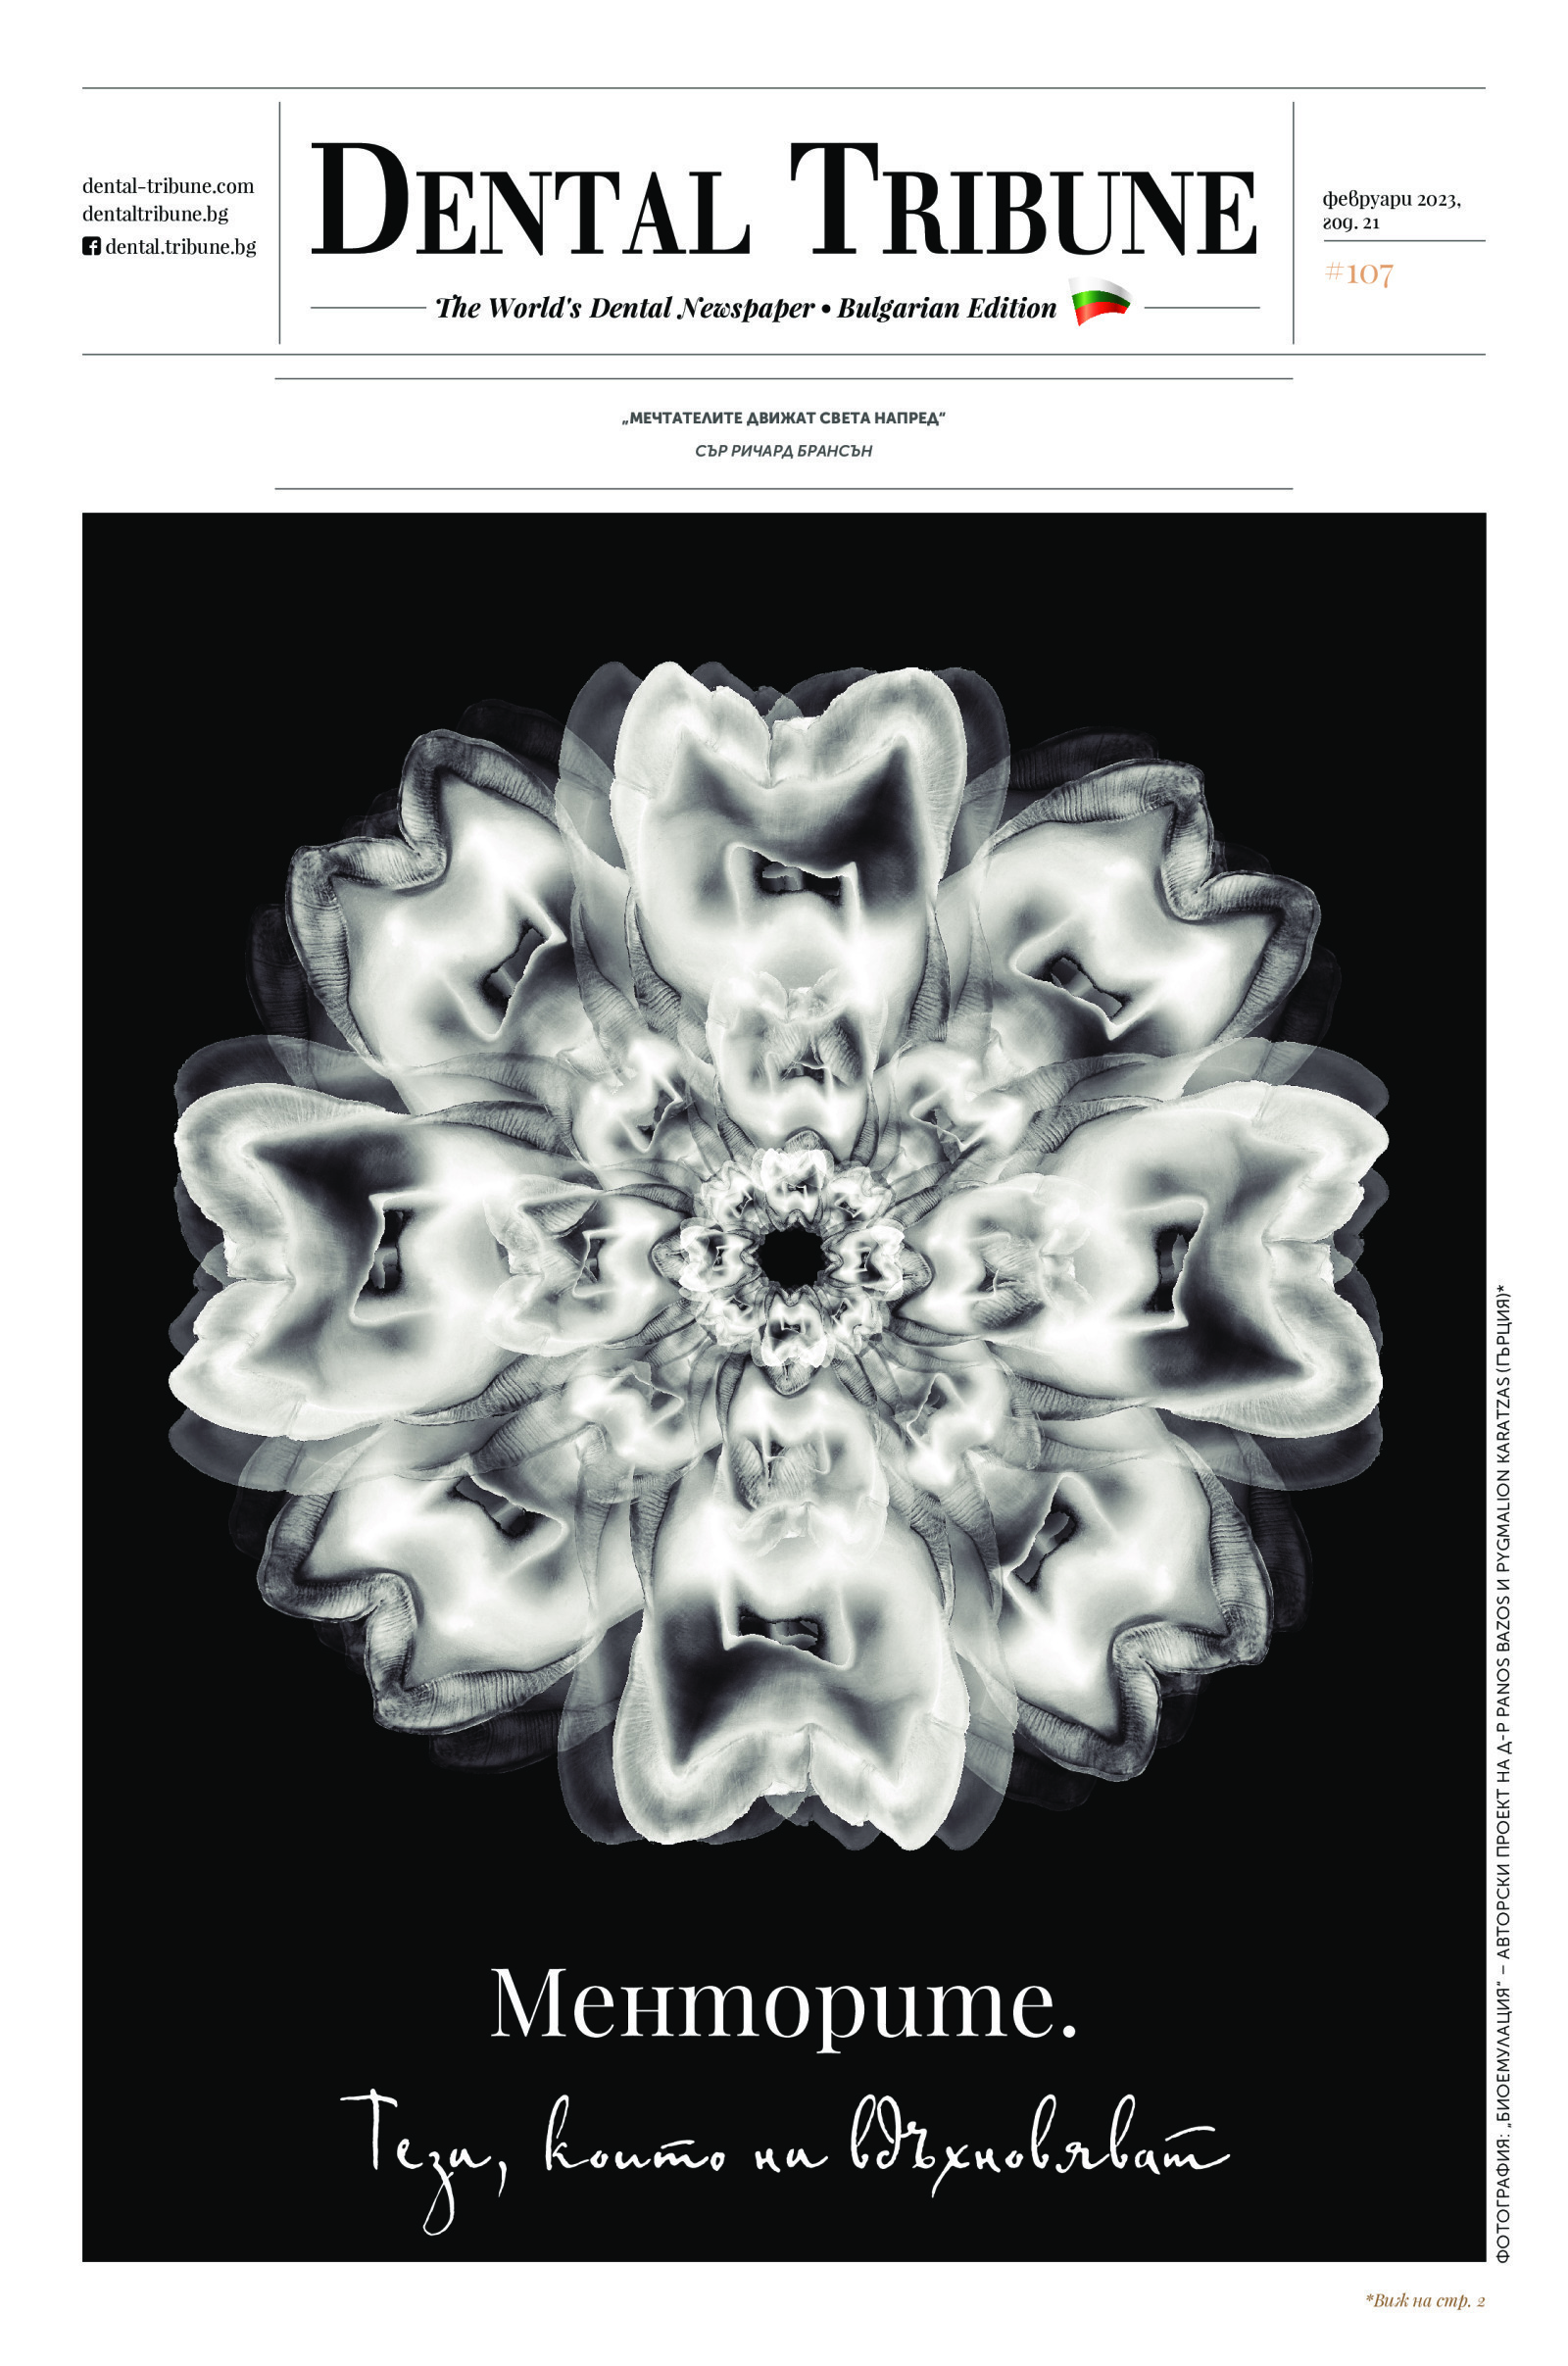 dental-tribune.com
dentaltribune.bg
dental.tribune.bg
DENTAL TRIBUNE
The World's Dental Newspaper • Bulgarian Edition
февруари 2023,
год. 21
#107
„МЕЧТАТЕЛИТЕ ДВИЖАТ СВЕТА НАПРЕД“
СЪР РИЧАРД БРАНСЪН
Менторите.
Тези, които ни вдъхновяват
ФОТОГРАФИЯ: „БИОЕМУЛАЦИЯ“ – АВТОРСКИ ПРОЕКТ НА Д-Р PANOS BAZOS И PYGMALION KARATZAS (ГЪРЦИЯ)*
*Виж на стр. 2